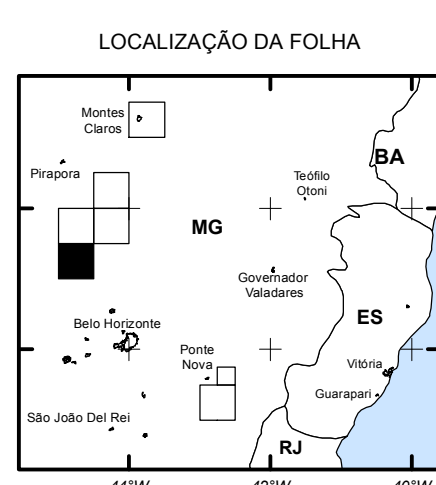 LOCALIZAÇÃO DA FOLHA
Montes
Claros
BA
Pirapora
Teófilo
Otoni
MG
Governador
Valadares
ES
Belo Horizonte
Ponte
Nova
Vitória
Guarapari
São João Del Rei
RJ